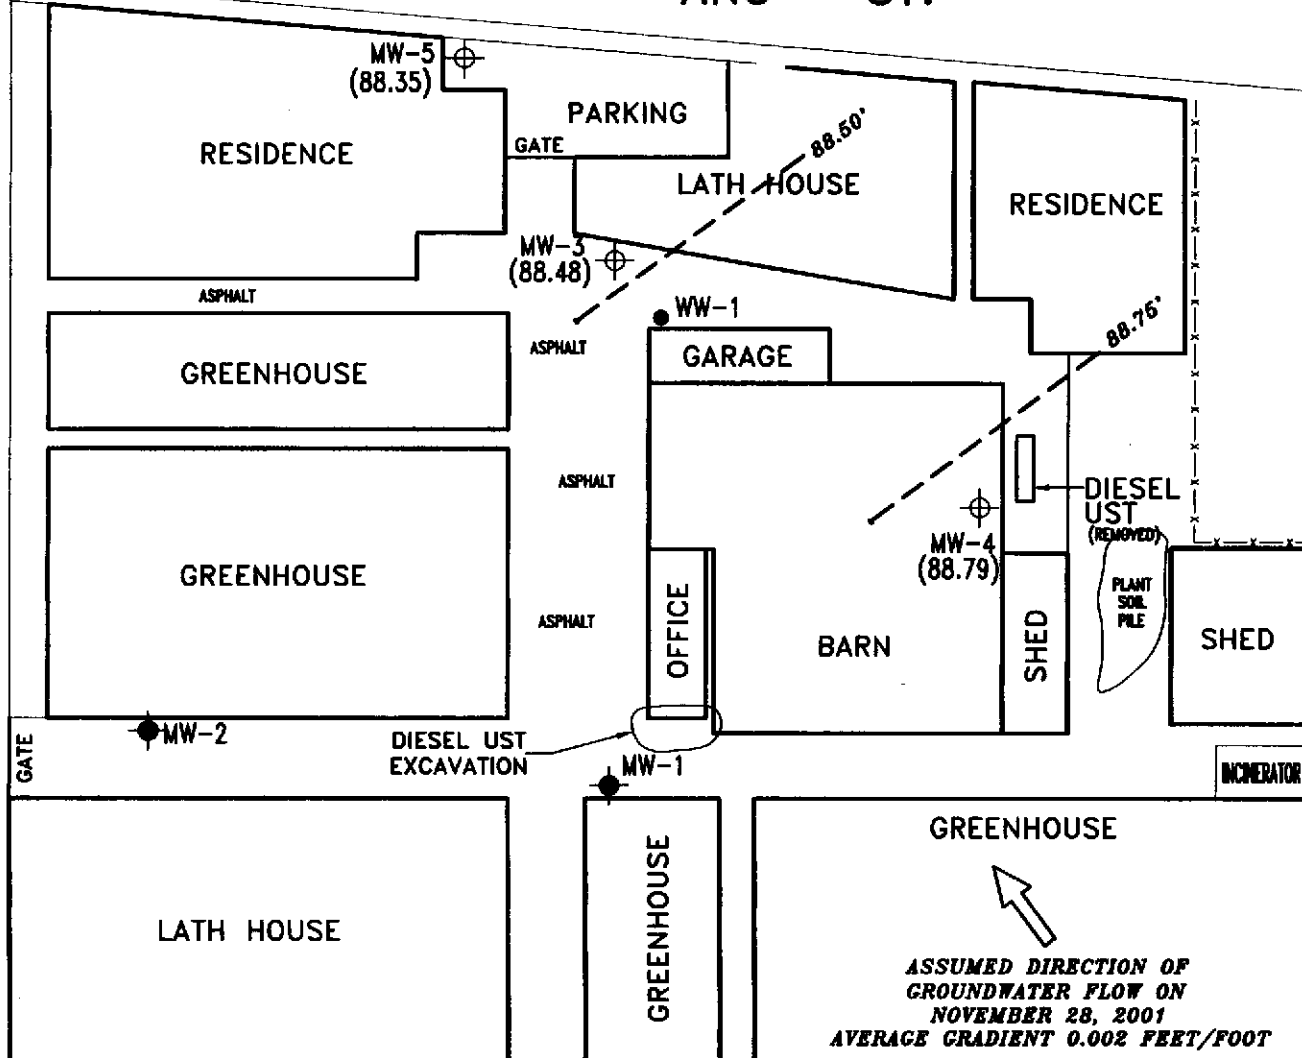 MW-5
(88.35)
PARKING
GATE
RESIDENCE
88.50'
LATH HOUSE
RESIDENCE
MW-3
(88.48)
ASPHALT
WW-1
88.75'
ASPHALT
GARAGE
GREENHOUSE
ASPHALT
DIESEL
UST
(REMOVED)
MW-4
(88.79)
GREENHOUSE
PLANT
SOIL
PILE
ASPHALT
OFFICE
BARN
SHED
SHED
MW-2
GATE
DIESEL UST
EXCAVATION
MW-1
INCINERATOR
GREENHOUSE
LATH HOUSE
GREENHOUSE
ASSUMED DIRECTION OF
GROUNDWATER FLOW ON
NOVEMBER 28, 2001
AVERAGE GRADIENT 0.002 FEET/FOOT